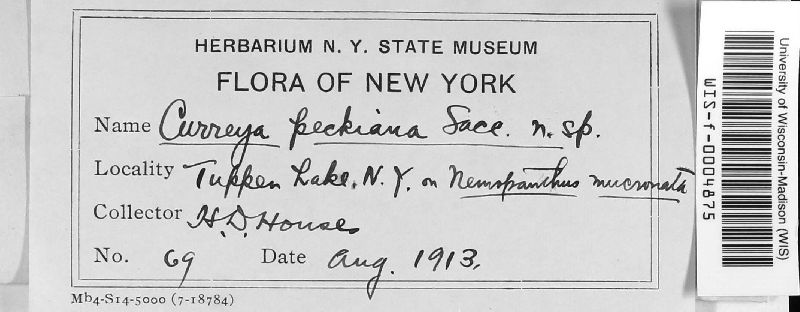 HERBARIUM N. Y. STATE MUSEUM
FLORA OF NEW YORK
Name Curreya peckiana Sacc. n. sp.
Locality Tupper Lake, N. Y. on Nemopanthus mucronata
Collector H. D. House
No. 69 Date Aug. 1913.
Mb4-S14-5000 (7-18784)
WIS-f-0004875
University of Wisconsin-Madison (WIS)